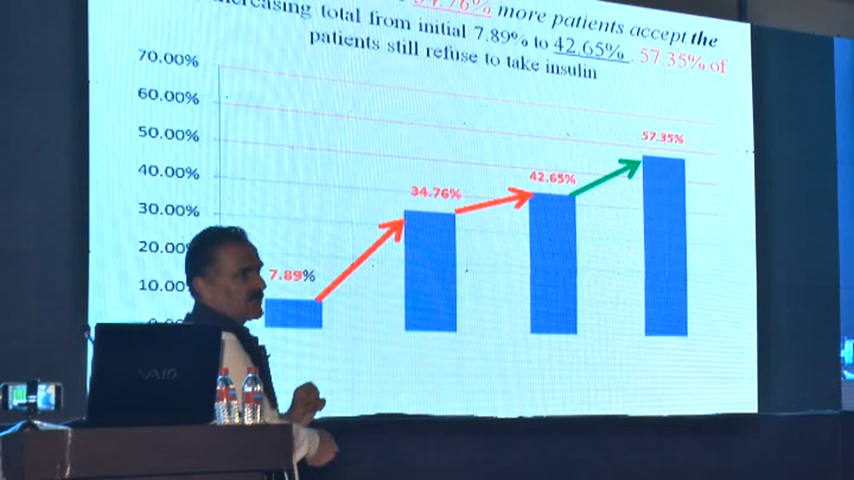 34.76% more patients accept the
increasing total from initial 7.89% to 42.65% . 57.35% of
patients still refuse to take insulin
70.00%
60.00%
50.00%
40.00%
30.00%
20.00%
10.00%
57.35%
42.65%
34.76%
7.89%
VAIO